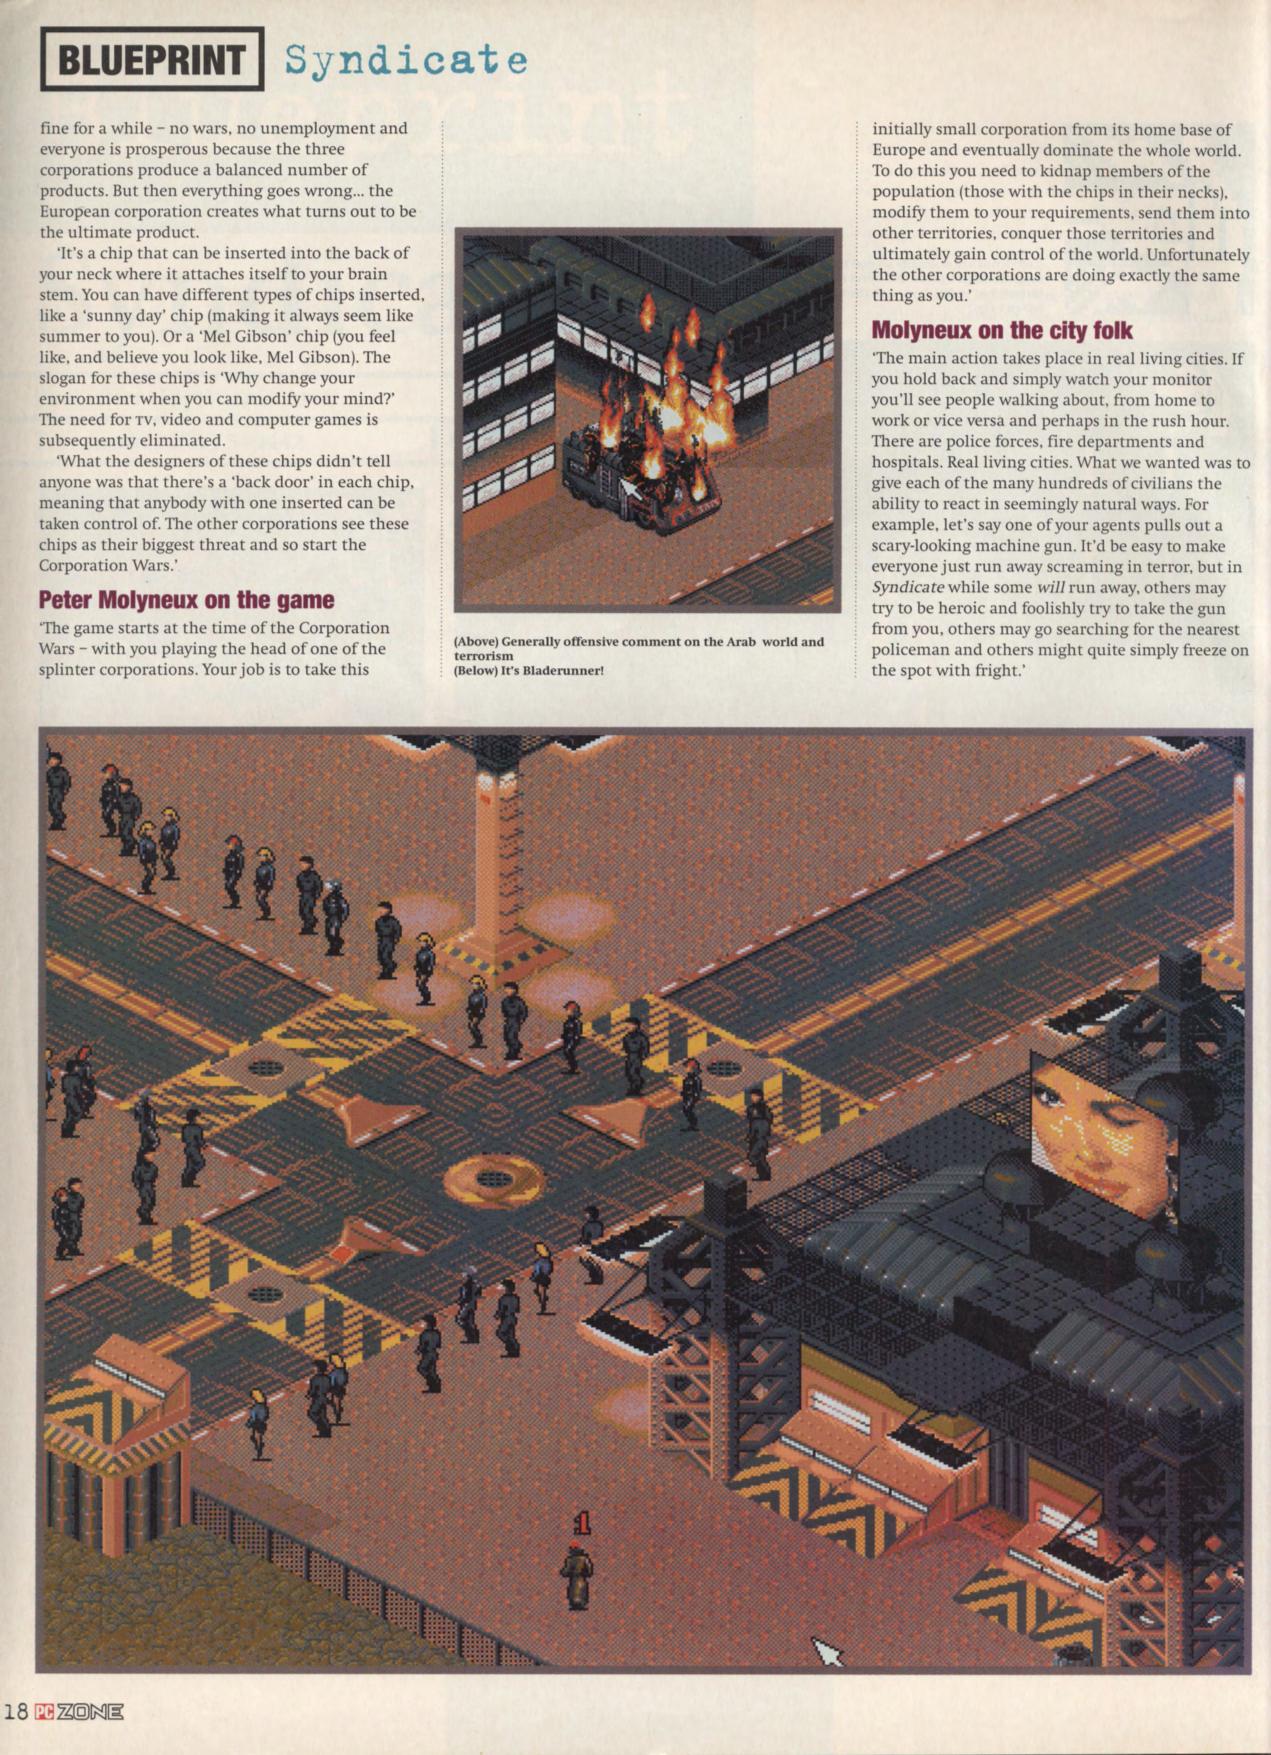 BLUEPRINT Syndicate
fine for a while – no wars, no unemployment and
everyone is prosperous because the three
corporations produce a balanced number of
products. But then everything goes wrong... the
European corporation creates what turns out to be
the ultimate product.
‘It’s a chip that can be inserted into the back of
your neck where it attaches itself to your brain
stem. You can have different types of chips inserted,
like a ‘sunny day’ chip (making it always seem like
summer to you). Or a ‘Mel Gibson’ chip (you feel
like, and believe you look like, Mel Gibson). The
slogan for these chips is ‘Why change your
environment when you can modify your mind?’
The need for TV, video and computer games is
subsequently eliminated.
‘What the designers of these chips didn’t tell
anyone was that there’s a ‘back door’ in each chip,
meaning that anybody with one inserted can be
taken control of. The other corporations see these
chips as their biggest threat and so start the
Corporation Wars.’
Peter Molyneux on the game
‘The game starts at the time of the Corporation
Wars – with you playing the head of one of the
splinter corporations. Your job is to take this
(Above) Generally offensive comment on the Arab world and
terrorism
(Below) It’s Bladerunner!
initially small corporation from its home base of
Europe and eventually dominate the whole world.
To do this you need to kidnap members of the
population (those with the chips in their necks),
modify them to your requirements, send them into
other territories, conquer those territories and
ultimately gain control of the world. Unfortunately
the other corporations are doing exactly the same
thing as you.’
Molyneux on the city folk
‘The main action takes place in real living cities. If
you hold back and simply watch your monitor
you’ll see people walking about, from home to
work or vice versa and perhaps in the rush hour.
There are police forces, fire departments and
hospitals. Real living cities. What we wanted was to
give each of the many hundreds of civilians the
ability to react in seemingly natural ways. For
example, let’s say one of your agents pulls out a
scary-looking machine gun. It’d be easy to make
everyone just run away screaming in terror, but in
Syndicate while some will run away, others may
try to be heroic and foolishly try to take the gun
from you, others may go searching for the nearest
policeman and others might quite simply freeze on
the spot with fright.’
1
18 PC ZONE